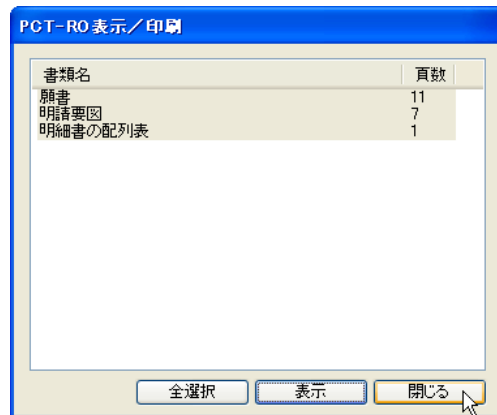 PCT-RO表示／印刷
書類名 頁数
願書 11
明請要図 7
明細書の配列表 1
全選択 表示 閉じる